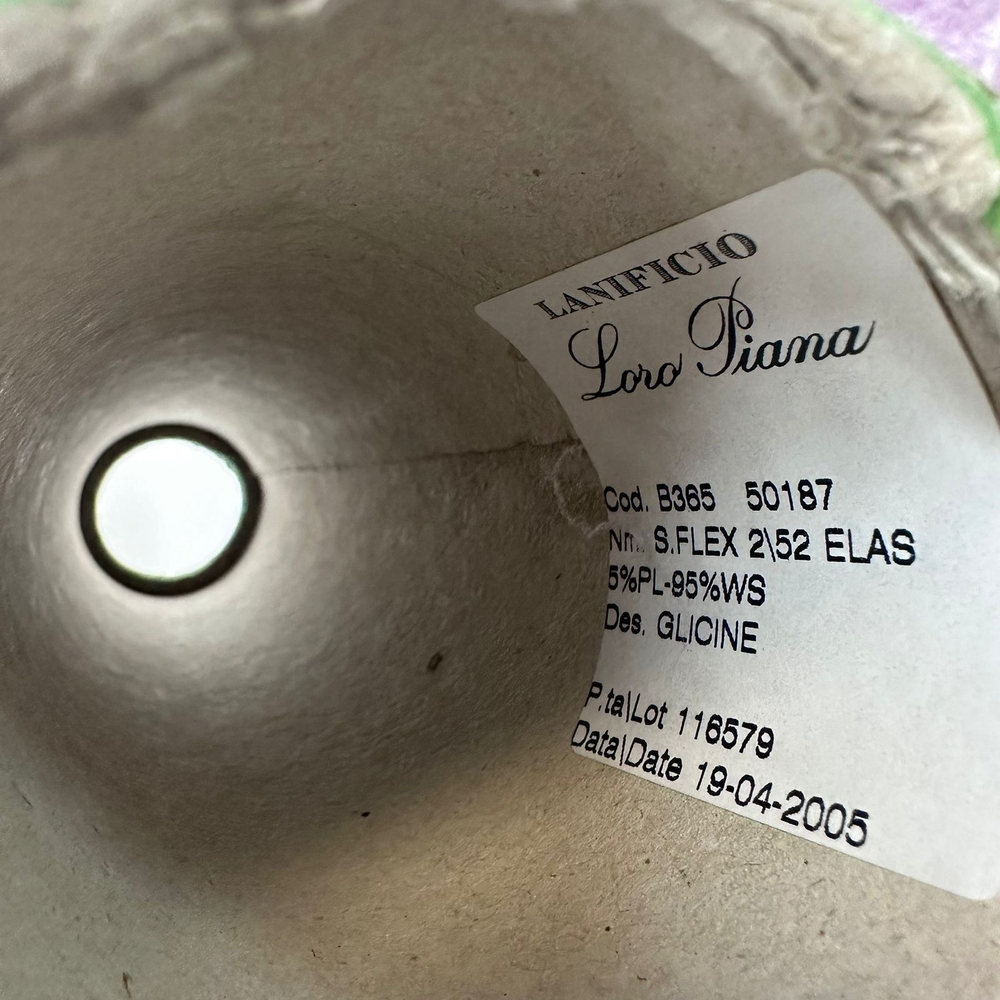 LANIFICIO
Loro Piana
Cod. B365 50187
Nm. S.FLEX 2\52 ELAS
5%PL-95%WS
Des. GLICINE
P.ta\Lot 116579
Data\Date 19-04-2005